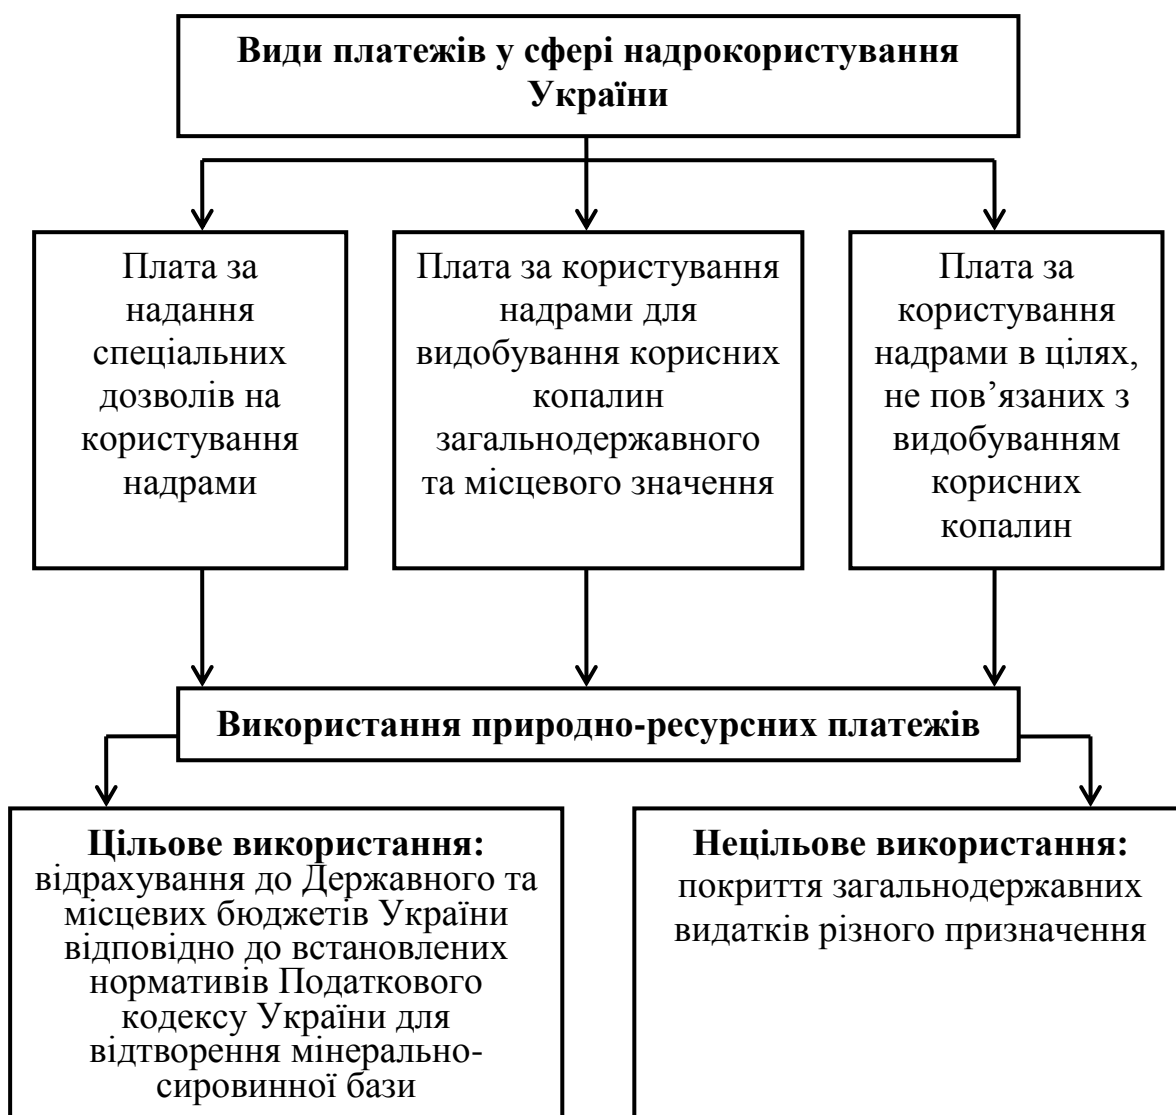 Види платежів у сфері надрокористування
України
Плата за
надання
спеціальних
дозволів на
користування
надрами
Плата за користування
надрами для
видобування корисних
копалин
загальнодержавного
та місцевого значення
Плата за
користування
надрами в цілях,
не пов’язаних з
видобуванням
корисних
копалин
Використання природно-ресурсних платежів
Цільове використання:
відрахування до Державного та
місцевих бюджетів України
відповідно до встановлених
нормативів Податкового
кодексу України для
відтворення мінерально-
сировинної бази
Нецільове використання:
покриття загальнодержавних
видатків різного призначення